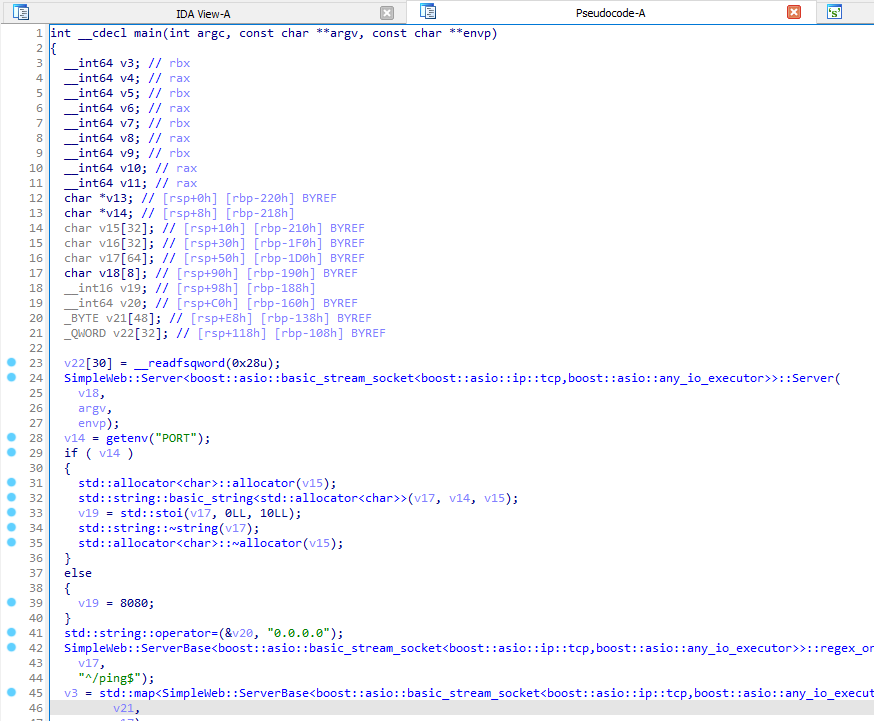 IDA View-A
Pseudocode-A
1 int __cdecl main(int argc, const char **argv, const char **envp)
2 {
3 __int64 v3; // rbx
4 __int64 v4; // rax
5 __int64 v5; // rbx
6 __int64 v6; // rax
7 __int64 v7; // rbx
8 __int64 v8; // rax
9 __int64 v9; // rbx
10 __int64 v10; // rax
11 __int64 v11; // rax
12 char *v13; // [rsp+0h] [rbp-220h] BYREF
13 char *v14; // [rsp+8h] [rbp-218h]
14 char v15[32]; // [rsp+10h] [rbp-210h] BYREF
15 char v16[32]; // [rsp+30h] [rbp-1F0h] BYREF
16 char v17[64]; // [rsp+50h] [rbp-1D0h] BYREF
17 char v18[8]; // [rsp+90h] [rbp-190h] BYREF
18 __int16 v19; // [rsp+98h] [rbp-188h]
19 __int64 v20; // [rsp+C0h] [rbp-160h] BYREF
20 _BYTE v21[48]; // [rsp+E8h] [rbp-138h] BYREF
21 _QWORD v22[32]; // [rsp+118h] [rbp-108h] BYREF
22
23 v22[30] = __readfsqword(0x28u);
24 SimpleWeb::Server<boost::asio::basic_stream_socket<boost::asio::ip::tcp,boost::asio::any_io_executor>>::Server(
25 v18,
26 argv,
27 envp);
28 v14 = getenv("PORT");
29 if ( v14 )
30 {
31 std::allocator<char>::allocator(v15);
32 std::string::basic_string<std::allocator<char>>(v17, v14, v15);
33 v19 = std::stoi(v17, 0LL, 10LL);
34 std::string::~string(v17);
35 std::allocator<char>::~allocator(v15);
36 }
37 else
38 {
39 v19 = 8080;
40 }
41 std::string::operator=(&v20, "0.0.0.0");
42 SimpleWeb::ServerBase<boost::asio::basic_stream_socket<boost::asio::ip::tcp,boost::asio::any_io_executor>>::regex_or
43 v17,
44 "^/ping$");
45 v3 = std::map<SimpleWeb::ServerBase<boost::asio::basic_stream_socket<boost::asio::ip::tcp,boost::asio::any_io_execut
46 v21,